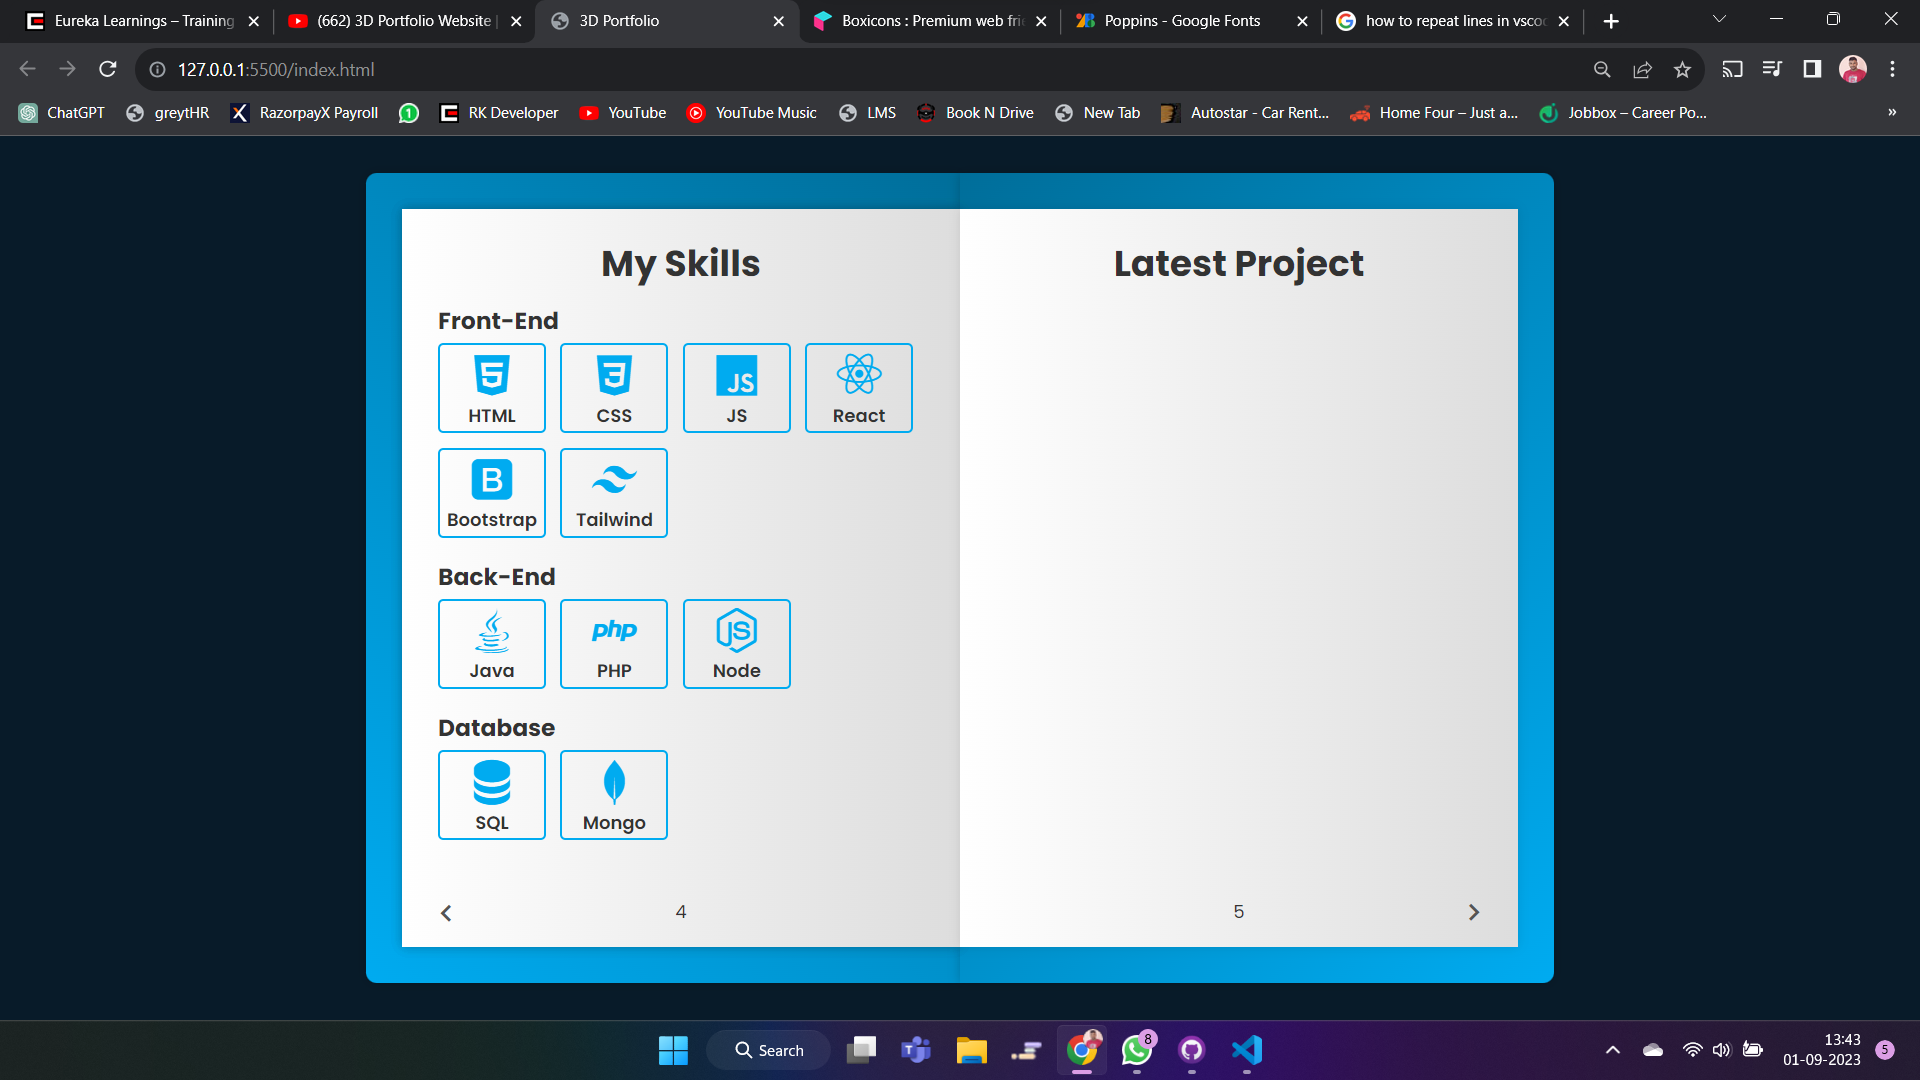 Eureka Learnings – Training
(662) 3D Portfolio Website |
3D Portfolio
Boxicons : Premium web frie
Poppins - Google Fonts
how to repeat lines in vscod
127.0.0.1:5500/index.html
ChatGPT
greytHR
RazorpayX Payroll
1
RK Developer
YouTube
YouTube Music
LMS
Book N Drive
New Tab
Autostar - Car Rent...
Home Four – Just a...
Jobbox – Career Po...
»
My Skills
Front-End
HTML
CSS
JS
JS
React
B
Bootstrap
Tailwind
Back-End
Java
php
PHP
JS
Node
Database
SQL
Mongo
4
Latest Project
5
Search
8
13:43
01-09-2023
5